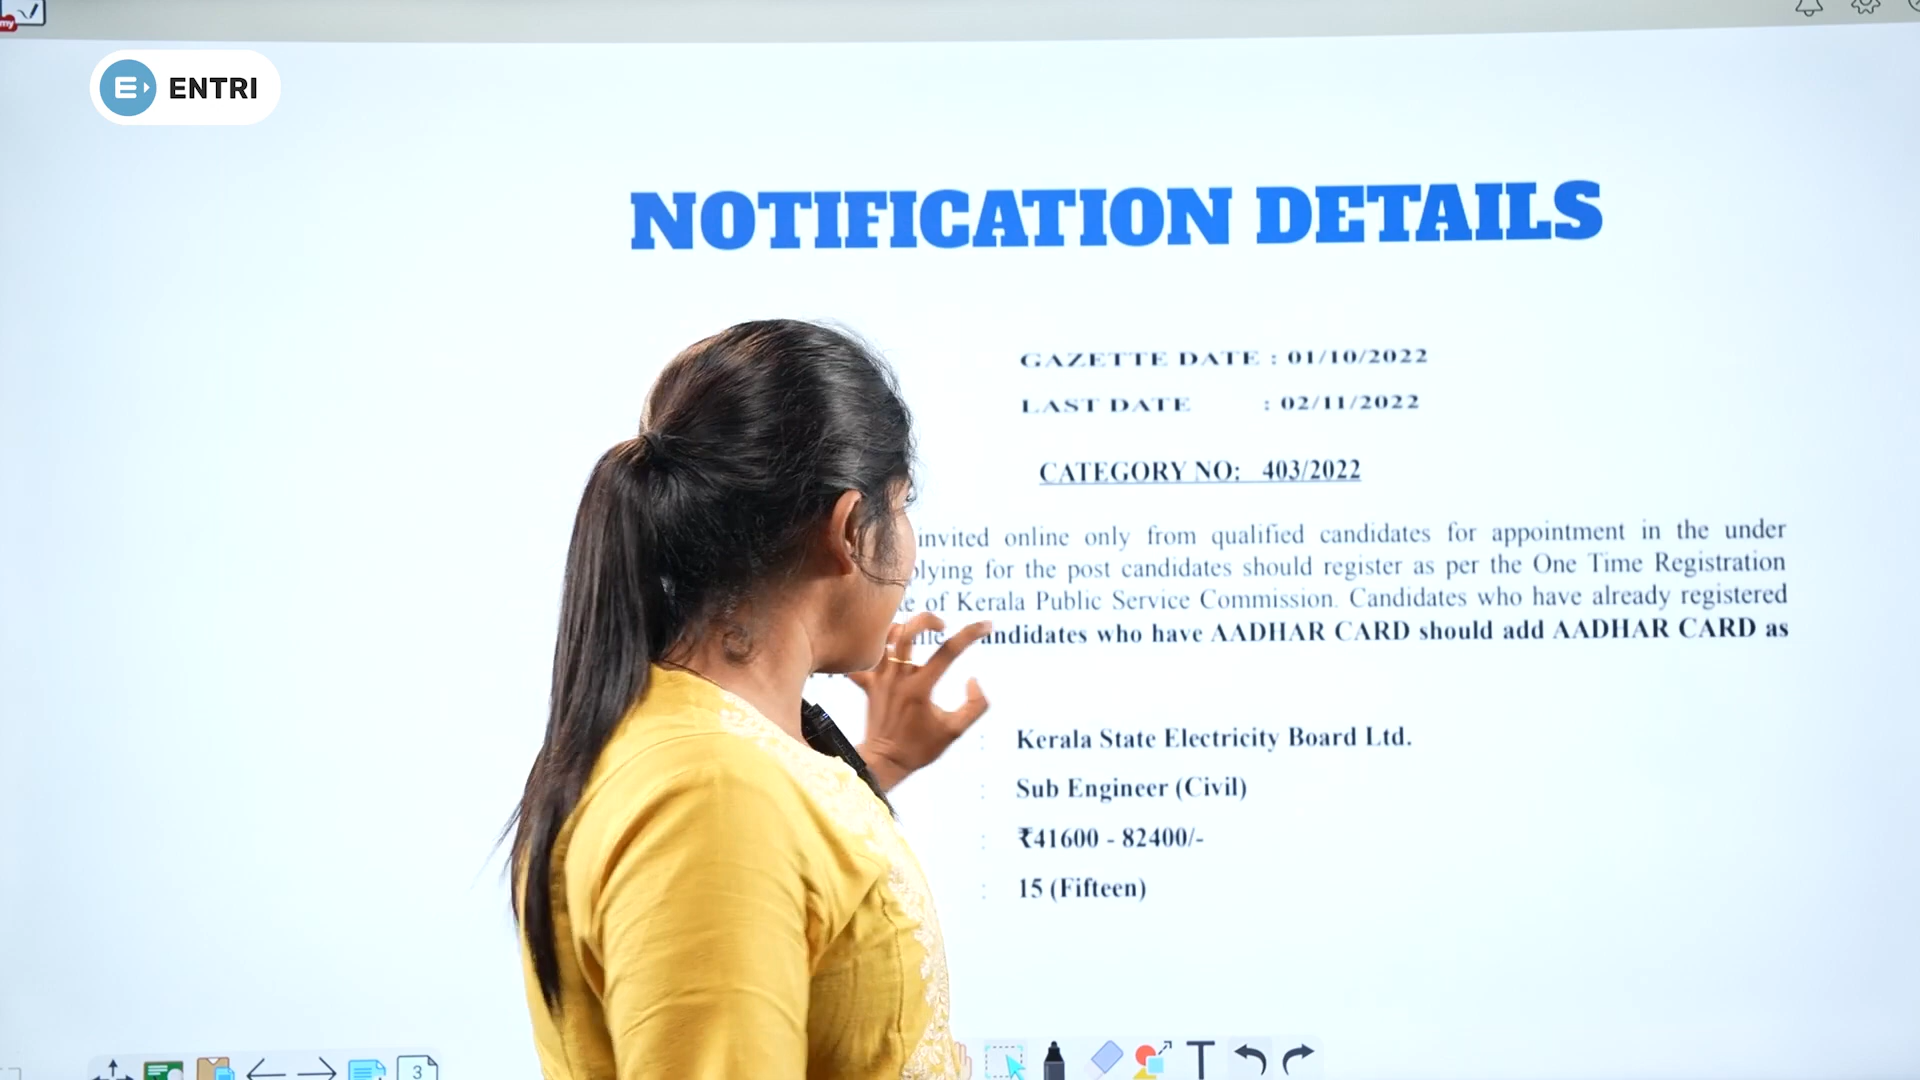 my
ENTRI
NOTIFICATION DETAILS
GAZETTE DATE : 01/10/2022
LAST DATE : 02/11/2022
CATEGORY NO: 403/2022
invited online only from qualified candidates for appointment in the under
lying for the post candidates should register as per the One Time Registration
of Kerala Public Service Commission. Candidates who have already registered
andidates who have AADHAR CARD should add AADHAR CARD as
: Kerala State Electricity Board Ltd.
: Sub Engineer (Civil)
: ₹41600 - 82400/-
: 15 (Fifteen)
3
T